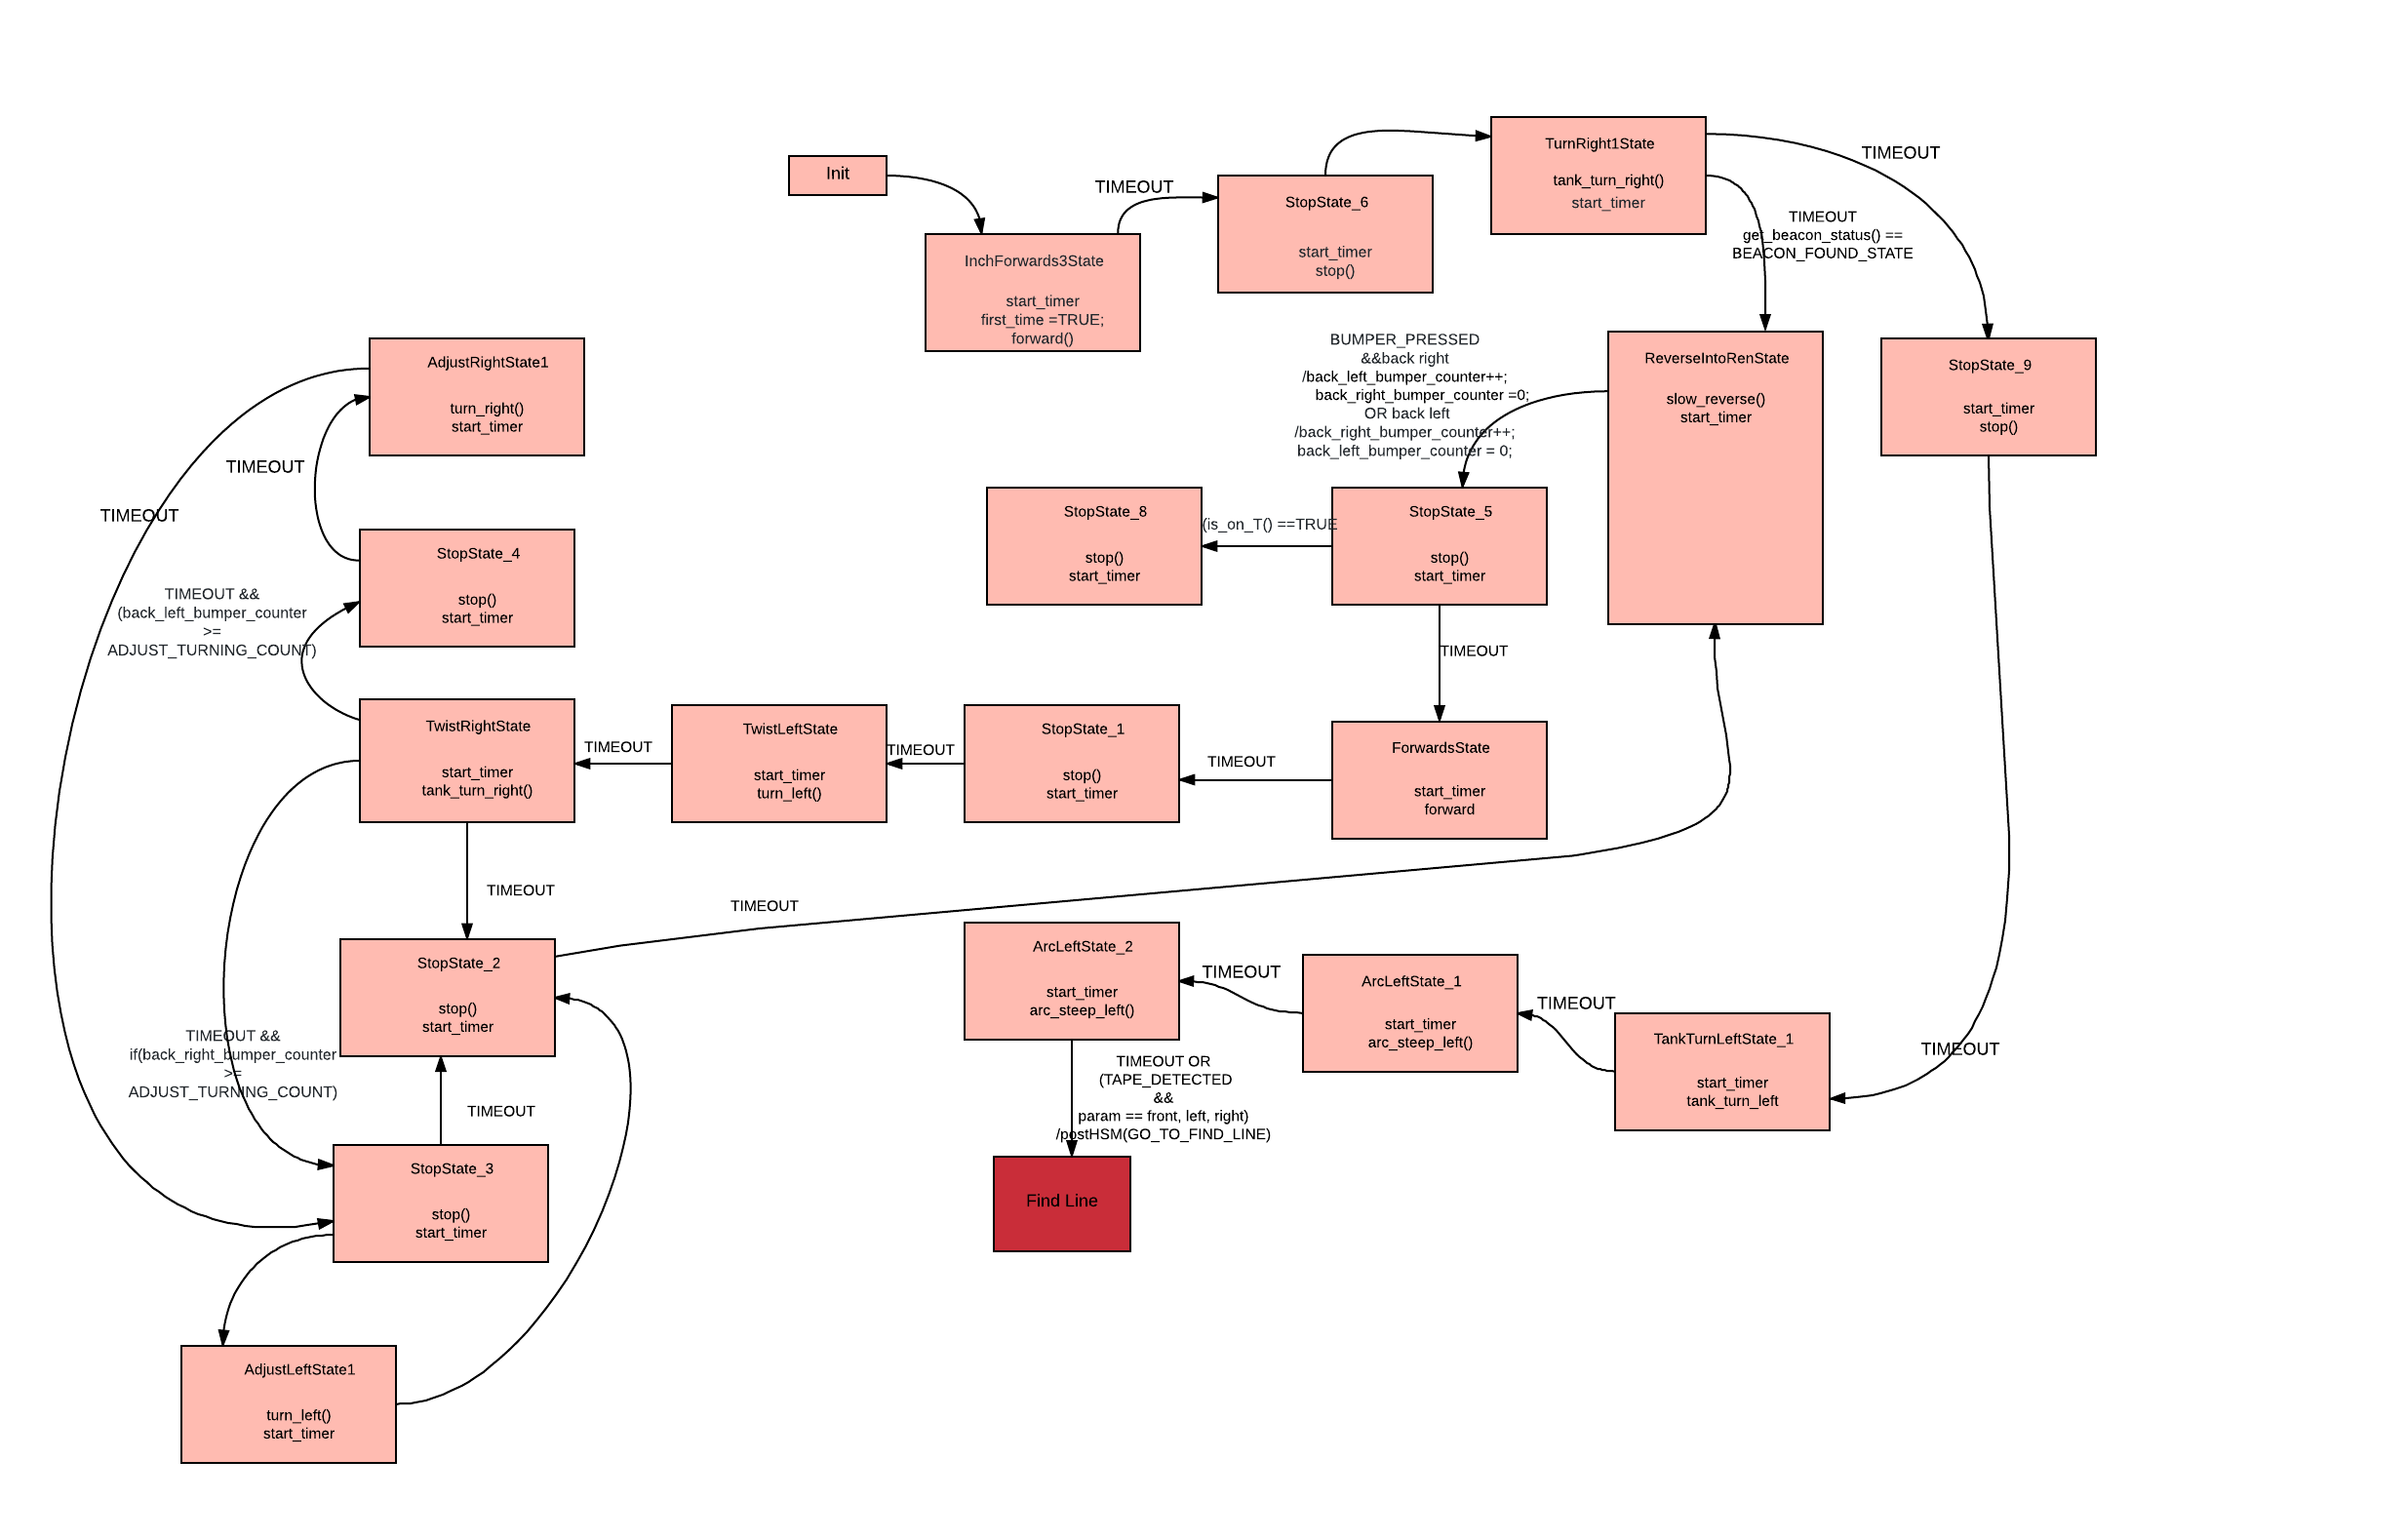 Init
InchForwards3State
start_timer
first_time =TRUE;
forward()
TIMEOUT
StopState_6
start_timer
stop()
TurnRight1State
tank_turn_right()
start_timer
TIMEOUT
TIMEOUT
get_beacon_status() ==
BEACON_FOUND_STATE
ReverseIntoRenState
slow_reverse()
start_timer
StopState_9
start_timer
stop()
BUMPER_PRESSED
&&back right
/back_left_bumper_counter++;
back_right_bumper_counter =0;
OR back left
/back_right_bumper_counter++;
back_left_bumper_counter = 0;
StopState_8
stop()
start_timer
(is_on_T() ==TRUE
StopState_5
stop()
start_timer
TIMEOUT
ForwardsState
start_timer
forward
TIMEOUT
StopState_1
stop()
start_timer
TIMEOUT
TwistLeftState
start_timer
turn_left()
TIMEOUT
TwistRightState
start_timer
tank_turn_right()
AdjustRightState1
turn_right()
start_timer
TIMEOUT
TIMEOUT
StopState_4
stop()
start_timer
TIMEOUT &&
(back_left_bumper_counter
>=
ADJUST_TURNING_COUNT)
TIMEOUT
TIMEOUT
StopState_2
stop()
start_timer
TIMEOUT &&
if(back_right_bumper_counter
>=
ADJUST_TURNING_COUNT)
TIMEOUT
StopState_3
stop()
start_timer
AdjustLeftState1
turn_left()
start_timer
ArcLeftState_2
start_timer
arc_steep_left()
TIMEOUT
ArcLeftState_1
start_timer
arc_steep_left()
TIMEOUT
TankTurnLeftState_1
start_timer
tank_turn_left
TIMEOUT
TIMEOUT OR
(TAPE_DETECTED
&&
param == front, left, right)
/postHSM(GO_TO_FIND_LINE)
Find Line